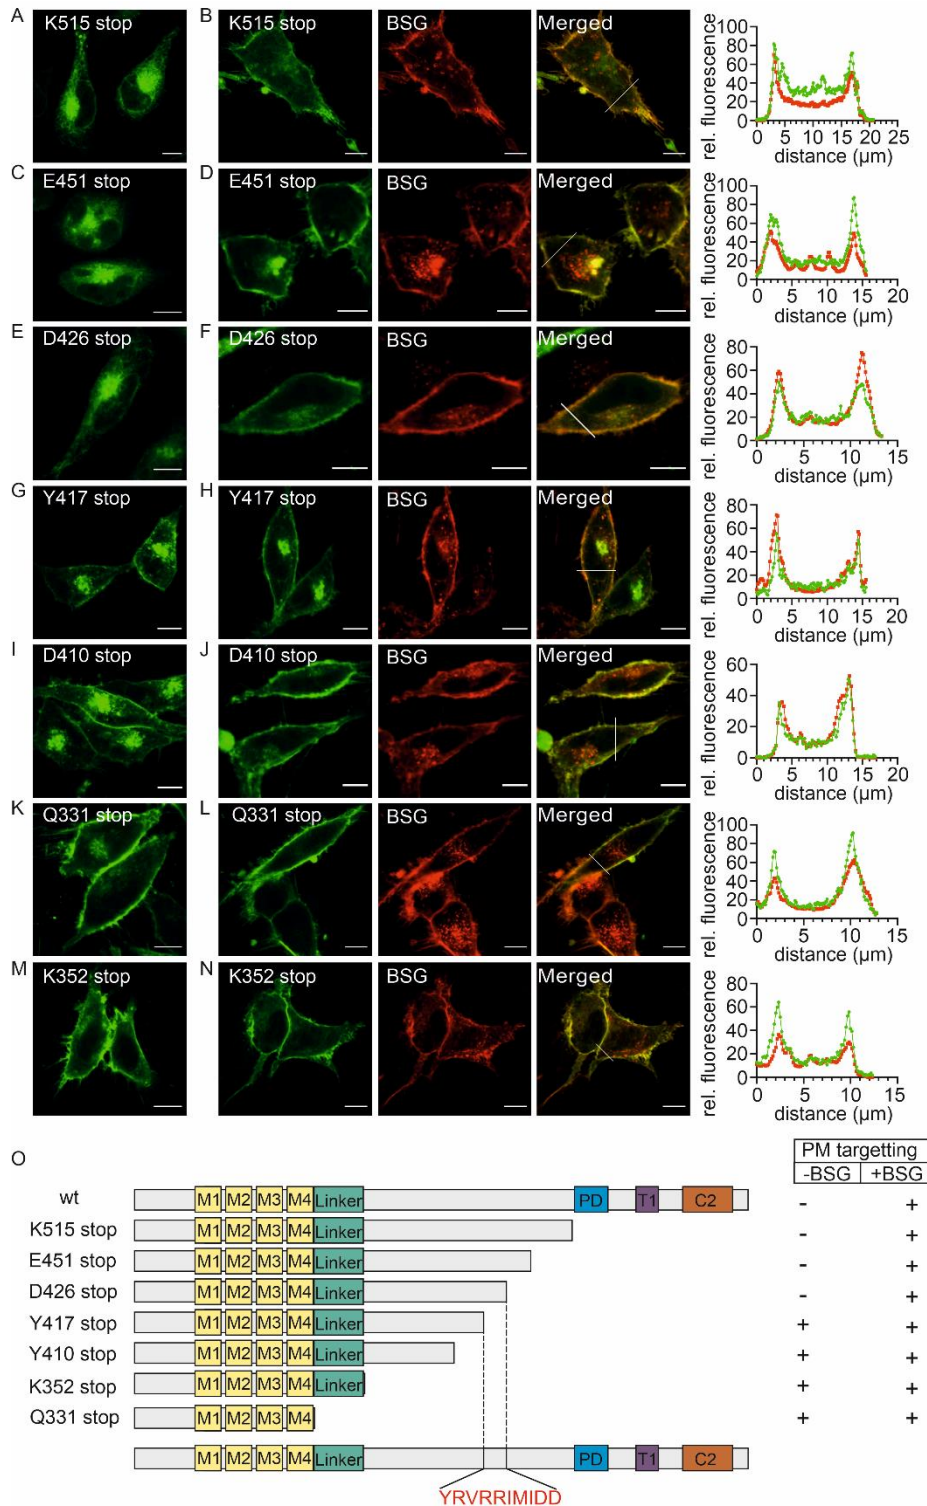 A K515 stop B K515 stop BSG Merged
rel. fluorescence
100
80
60
40
20
0
0 5 10 15 20 25
distance (µm)
C E451 stop D E451 stop BSG Merged
rel. fluorescence
100
80
60
40
20
0
0 5 10 15 20
distance (µm)
E D426 stop F D426 stop BSG Merged
rel. fluorescence
80
60
40
20
0
0 5 10 15
distance (µm)
G Y417 stop H Y417 stop BSG Merged
rel. fluorescence
80
60
40
20
0
0 5 10 15 20
distance (µm)
I D410 stop J D410 stop BSG Merged
rel. fluorescence
60
40
20
0
0 5 10 15 20
distance (µm)
K Q331 stop L Q331 stop BSG Merged
rel. fluorescence
100
80
60
40
20
0
0 5 10 15
distance (µm)
M K352 stop N K352 stop BSG Merged
rel. fluorescence
80
60
40
20
0
0 5 10 15
distance (µm)
O
PM targetting
-BSG +BSG
wt M1 M2 M3 M4 Linker PD T1 C2 - +
K515 stop M1 M2 M3 M4 Linker - +
E451 stop M1 M2 M3 M4 Linker - +
D426 stop M1 M2 M3 M4 Linker - +
Y417 stop M1 M2 M3 M4 Linker + +
Y410 stop M1 M2 M3 M4 Linker + +
K352 stop M1 M2 M3 M4 Linker + +
Q331 stop M1 M2 M3 M4 + +
M1 M2 M3 M4 Linker PD T1 C2
YRVRRIMIDD